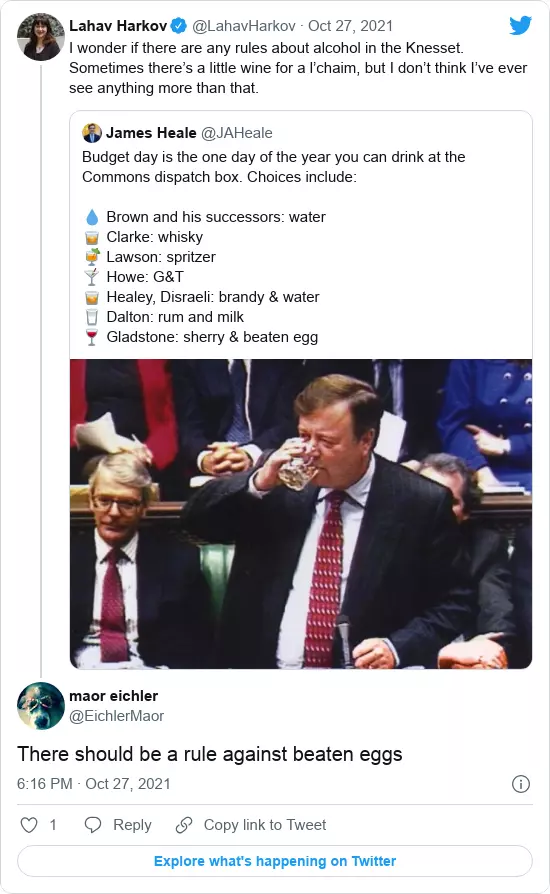 Lahav Harkov @LahavHarkov · Oct 27, 2021
I wonder if there are any rules about alcohol in the Knesset.
Sometimes there's a little wine for a l'chaim, but I don't think I've ever
see anything more than that.
James Heale @JAHeale
Budget day is the one day of the year you can drink at the
Commons dispatch box. Choices include:
💧 Brown and his successors: water
🥃 Clarke: whisky
🍹 Lawson: spritzer
🍸 Howe: G&T
🥃 Healey, Disraeli: brandy & water
🥛 Dalton: rum and milk
🍷 Gladstone: sherry & beaten egg
maor eichler
@EichlerMaor
There should be a rule against beaten eggs
6:16 PM · Oct 27, 2021
1 Reply Copy link to Tweet
Explore what's happening on Twitter